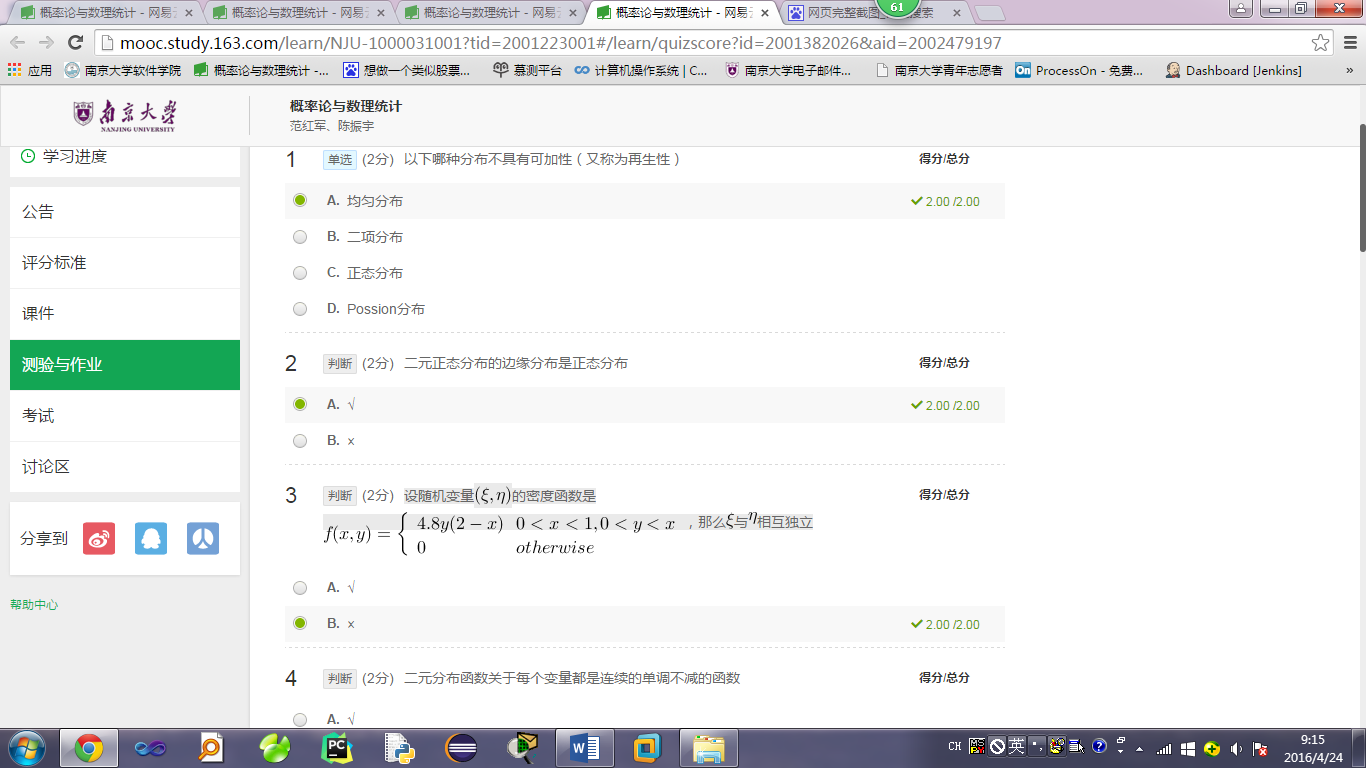 概率论与数理统计 - 网易
概率论与数理统计 - 网易
概率论与数理统计 - 网易
概率论与数理统计 - 网易
网页完整截图
搜索
61
mooc.study.163.com/learn/NJU-1000031001?tid=2001223001#/learn/quizscore?id=2001382026&aid=2002479197
应用 南京大学软件学院 概率论与数理统计 -... 想做一个类似股票... 慕测平台 计算机操作系统 | C... 南京大学电子邮件... 南京大学青年志愿者 ProcessOn - 免费... Dashboard [Jenkins] »
南京大学
NANJING UNIVERSITY
概率论与数理统计
范红军、陈振宇
学习进度
公告
评分标准
课件
测验与作业
考试
讨论区
分享到
帮助中心
1 单选 (2分) 以下哪种分布不具有可加性（又称为再生性） 得分/总分
A. 均匀分布 2.00 /2.00
B. 二项分布
C. 正态分布
D. Possion分布
2 判断 (2分) 二元正态分布的边缘分布是正态分布 得分/总分
A. √ 2.00 /2.00
B. ×
3 判断 (2分) 设随机变量(ξ, η)的密度函数是 得分/总分
f(x, y) = { 4.8y(2 − x) 0 < x < 1, 0 < y < x ，那么ξ与η相互独立
0 otherwise
A. √
B. × 2.00 /2.00
4 判断 (2分) 二元分布函数关于每个变量都是连续的单调不减的函数 得分/总分
A. √
PC
CH 英
9:15
2016/4/24